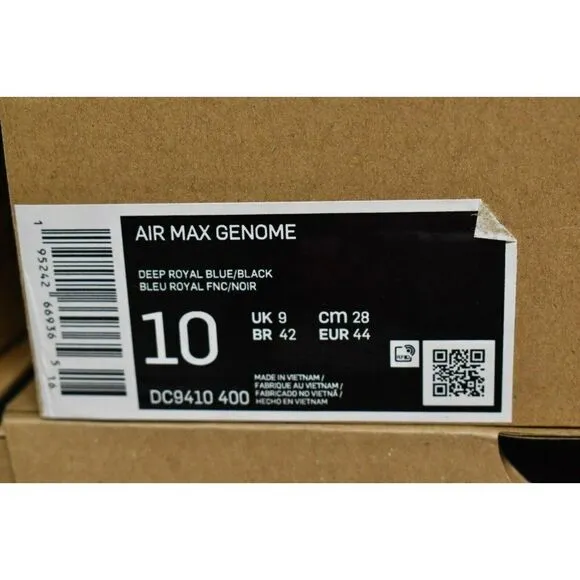 AIR MAX GENOME
DEEP ROYAL BLUE/BLACK
BLEU ROYAL FNC/NOIR
10
UK 9 cm 28
BR 42 EUR 44
DC9410 400
MADE IN VIETNAM /
FABRIQUE AU VIETNAM /
FABRICADO NO VIETNÃ /
HECHO EN VIETNAM
1 95242 66936 5 16